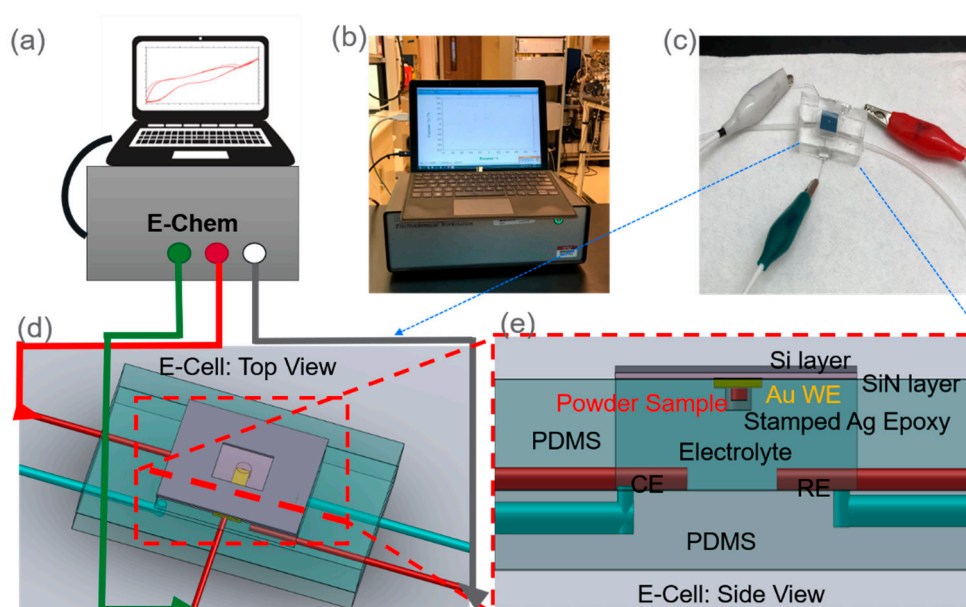 (a)
(b)
(c)
E-Chem
(d)
(e)
E-Cell: Top View
Si layer
SiN layer
Au WE
Powder Sample
Stamped Ag Epoxy
PDMS
Electrolyte
CE
RE
PDMS
E-Cell: Side View